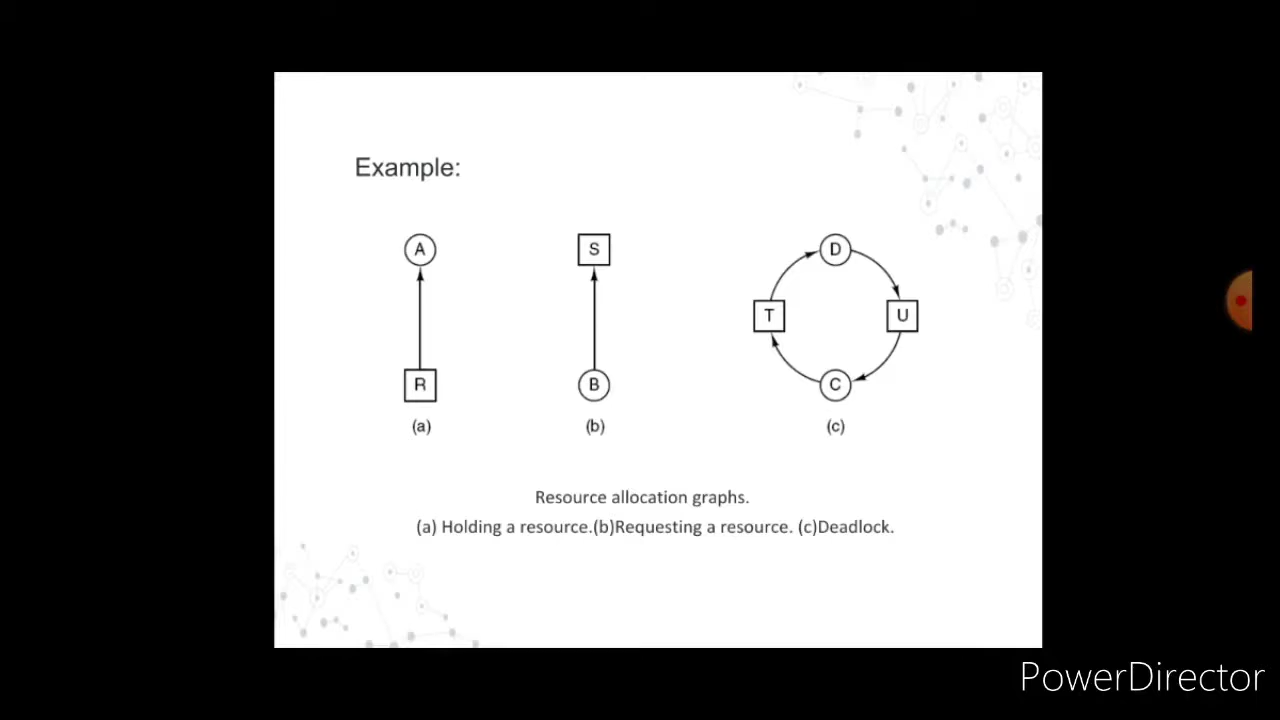 Example:
A S D
T U
R B C
(a) (b) (c)
Resource allocation graphs.
(a) Holding a resource.(b)Requesting a resource. (c)Deadlock.
PowerDirector